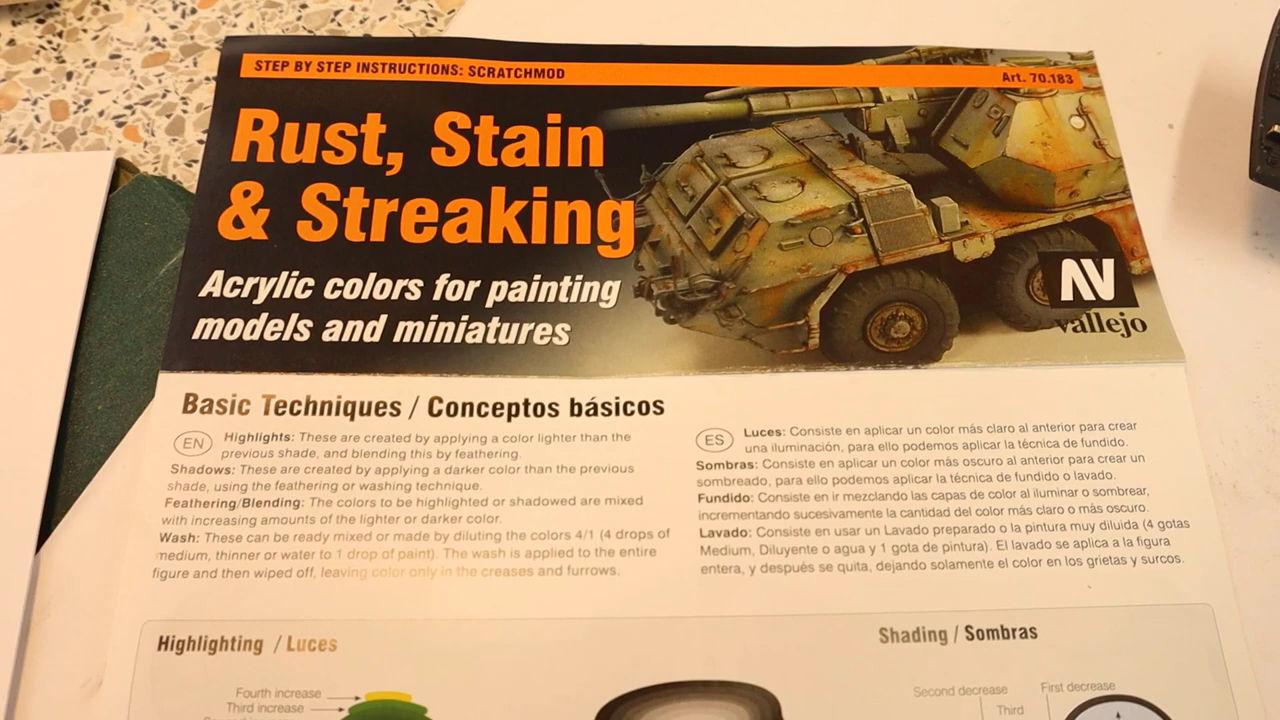 STEP BY STEP INSTRUCTIONS: SCRATCHMOD
Art. 70.183
Rust, Stain
& Streaking
Acrylic colors for painting
models and miniatures
AV
vallejo
Basic Techniques / Conceptos básicos
EN
Highlights: These are created by applying a color lighter than the
previous shade, and blending this by feathering.
Shadows: These are created by applying a darker color than the previous
shade, using the feathering or washing technique.
Feathering/Blending: The colors to be highlighted or shadowed are mixed
with increasing amounts of the lighter or darker color.
Wash: These can be ready mixed or made by diluting the colors 4/1 (4 drops of
medium, thinner or water to 1 drop of paint). The wash is applied to the entire
figure and then wiped off, leaving color only in the creases and furrows.
ES
Luces: Consiste en aplicar un color más claro al anterior para crear
una iluminación, para ello podemos aplicar la técnica de fundido.
Sombras: Consiste en aplicar un color más oscuro al anterior para crear un
sombreado, para ello podemos aplicar la técnica de fundido o lavado.
Fundido: Consiste en ir mezclando las capas de color al iluminar o sombrear,
incrementando sucesivamente la cantidad del color más claro o más oscuro.
Lavado: Consiste en usar un Lavado preparado o la pintura muy diluida (4 gotas
Medium, Diluyente o agua y 1 gota de pintura). El lavado se aplica a la figura
entera, y después se quita, dejando solamente el color en los grietas y surcos.
Highlighting / Luces
Fourth increase
Third increase
Shading / Sombras
Second decrease
First decrease
Third